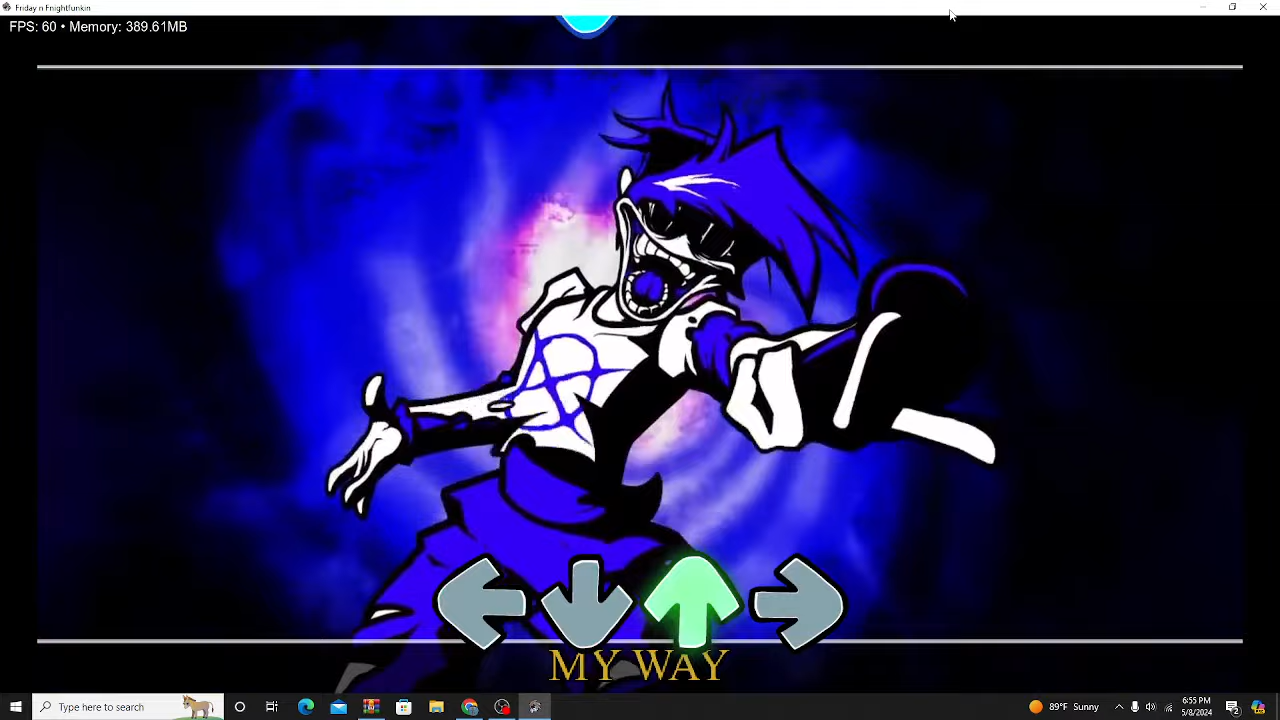 Friday n Fnightfunkin
FPS: 60 • Memory: 389.61MB
MY WAY
Type here to search
89°F Sunny
6:55 PM
5/8/2024